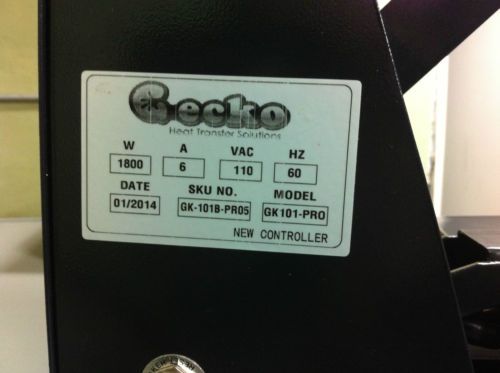 Gecko
Heat Transfer Solutions
W A VAC HZ
1800 6 110 60
DATE SKU NO. MODEL
01/2014 GK-101B-PR05 GK101-PRO
NEW CONTROLLER